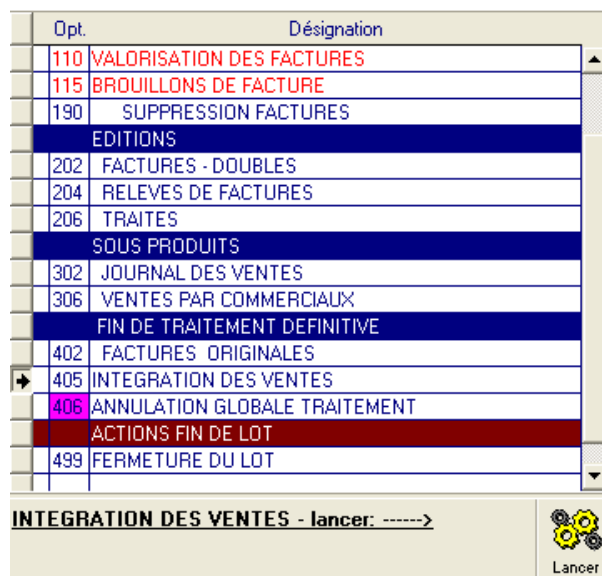 Opt. Désignation
110 VALORISATION DES FACTURES
115 BROUILLONS DE FACTURE
190 SUPPRESSION FACTURES
EDITIONS
202 FACTURES - DOUBLES
204 RELEVES DE FACTURES
206 TRAITES
SOUS PRODUITS
302 JOURNAL DES VENTES
306 VENTES PAR COMMERCIAUX
FIN DE TRAITEMENT DEFINITIVE
402 FACTURES ORIGINALES
405 INTEGRATION DES VENTES
406 ANNULATION GLOBALE TRAITEMENT
ACTIONS FIN DE LOT
499 FERMETURE DU LOT
INTEGRATION DES VENTES - lancer: ------>
Lancer